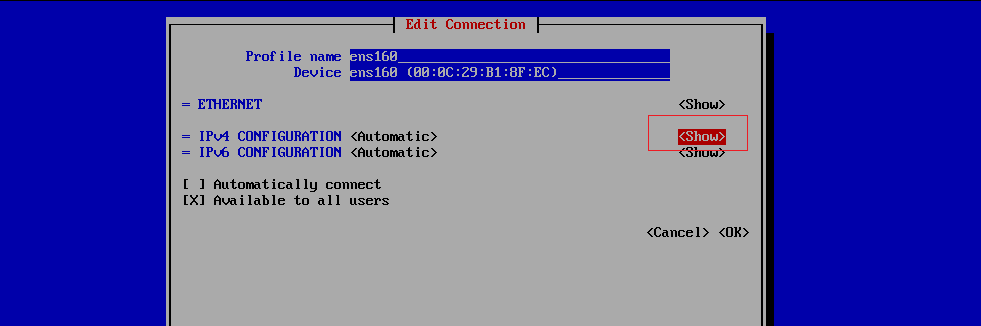 Edit Connection
Profile name ens160
Device ens160 (00:0C:29:B1:8F:EC)
= ETHERNET <Show>
= IPv4 CONFIGURATION <Automatic> <Show>
= IPv6 CONFIGURATION <Automatic> <Show>
[ ] Automatically connect
[X] Available to all users
<Cancel> <OK>